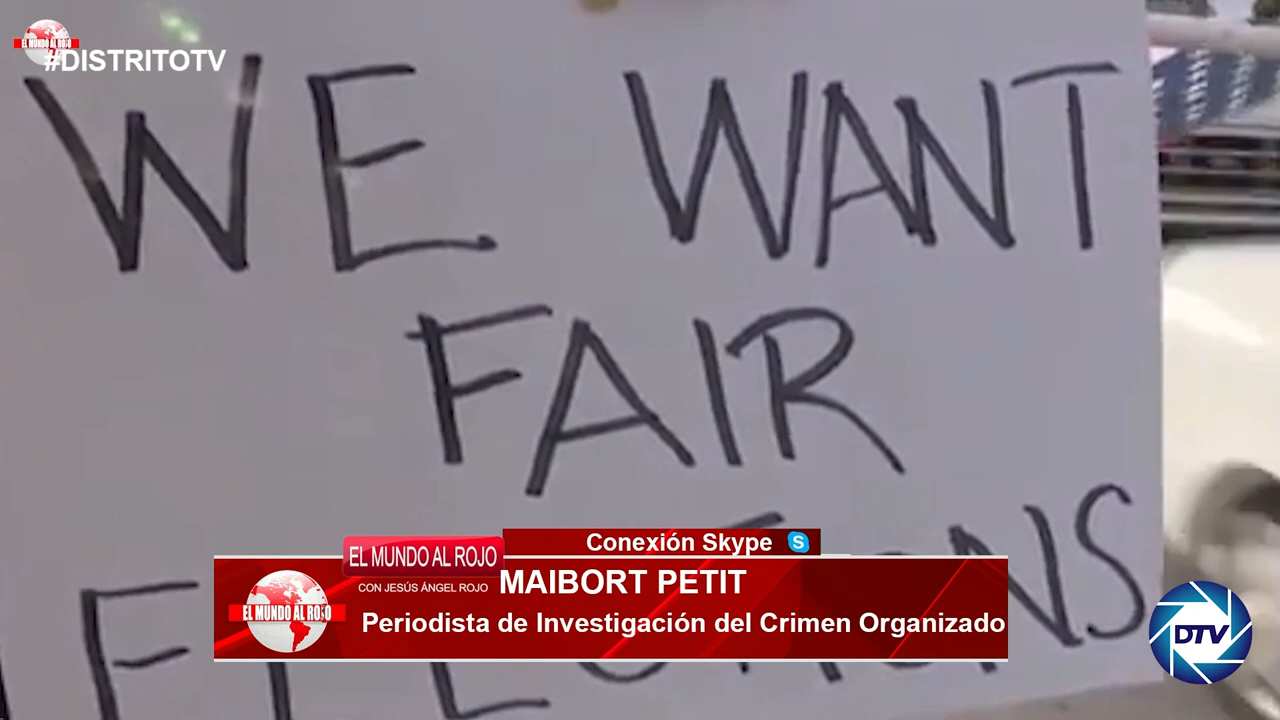 EL MUNDO AL ROJO
#DISTRITOTV
WE WANT
FAIR
ELECTIONS
Conexión Skype S
EL MUNDO AL ROJO
CON JESÚS ÁNGEL ROJO
MAIBORT PETIT
EL MUNDO AL ROJO
Periodista de Investigación del Crimen Organizado
DTV